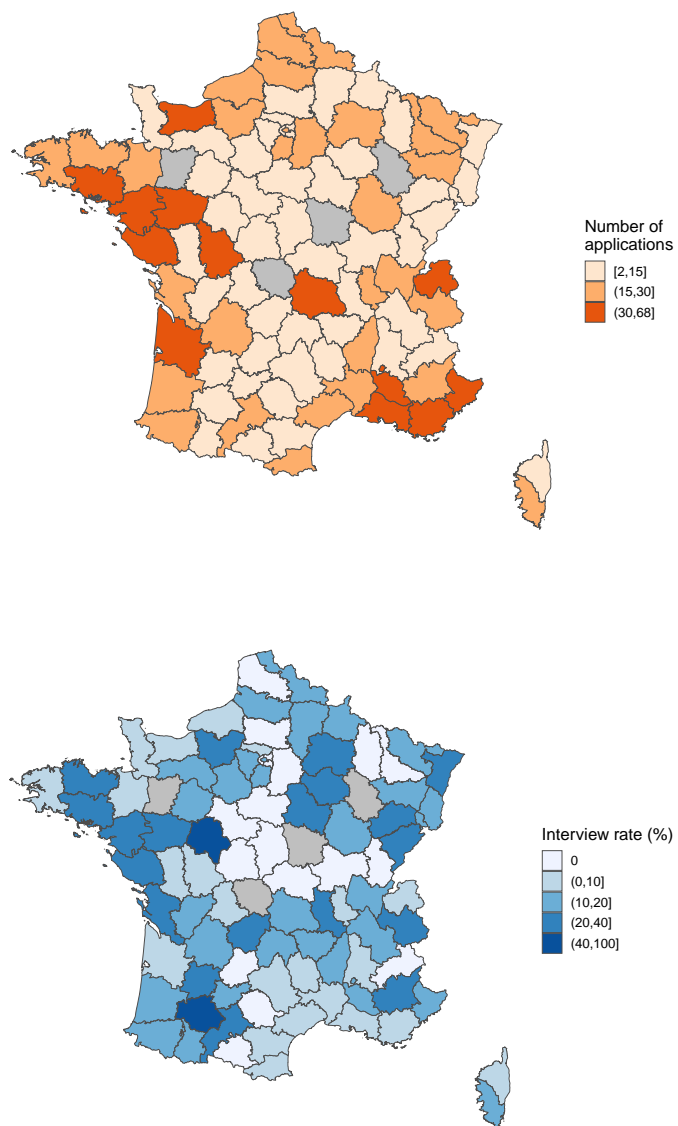 Number of
applications
[2,15]
(15,30]
(30,68]
Interview rate (%)
0
(0,10]
(10,20]
(20,40]
(40,100]